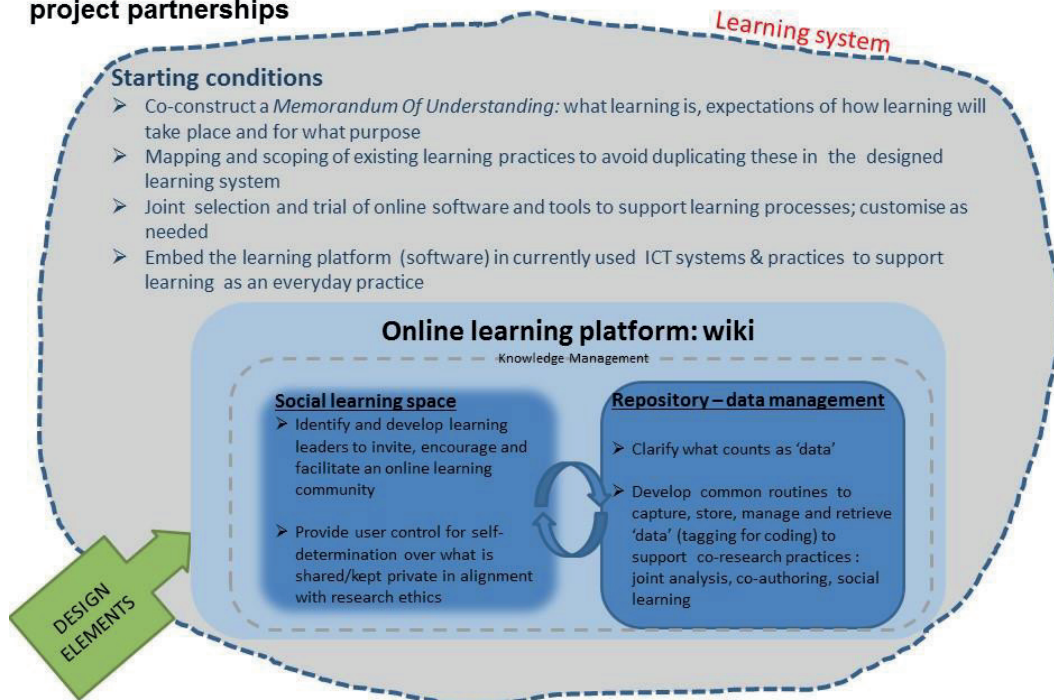 project partnerships
Learning system
Starting conditions
➢ Co-construct a Memorandum Of Understanding: what learning is, expectations of how learning will
take place and for what purpose
➢ Mapping and scoping of existing learning practices to avoid duplicating these in the designed
learning system
➢ Joint selection and trial of online software and tools to support learning processes; customise as
needed
➢ Embed the learning platform (software) in currently used ICT systems & practices to support
learning as an everyday practice
Online learning platform: wiki
Knowledge Management
Social learning space
➢ Identify and develop learning
leaders to invite, encourage and
facilitate an online learning
community
➢ Provide user control for self-
determination over what is
shared/kept private in alignment
with research ethics
Repository – data management
➢ Clarify what counts as ‘data’
➢ Develop common routines to
capture, store, manage and retrieve
‘data’ (tagging for coding) to
support co-research practices :
joint analysis, co-authoring, social
learning
DESIGN
ELEMENTS